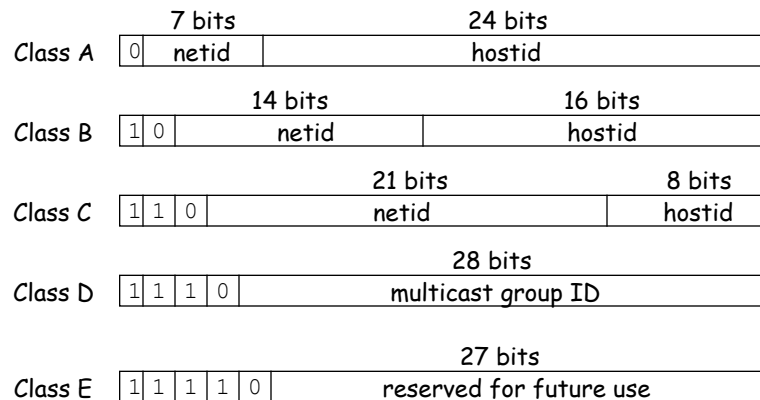 7 bits 24 bits
Class A 0 netid hostid
14 bits 16 bits
Class B 1 0 netid hostid
21 bits 8 bits
Class C 1 1 0 netid hostid
28 bits
Class D 1 1 1 0 multicast group ID
27 bits
Class E 1 1 1 1 0 reserved for future use